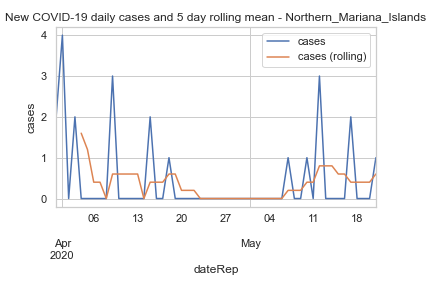 New COVID-19 daily cases and 5 day rolling mean - Northern_Mariana_Islands
cases
cases (rolling)
cases
4
3
2
1
0
06 13 20 27 04 11 18
Apr May
2020
dateRep